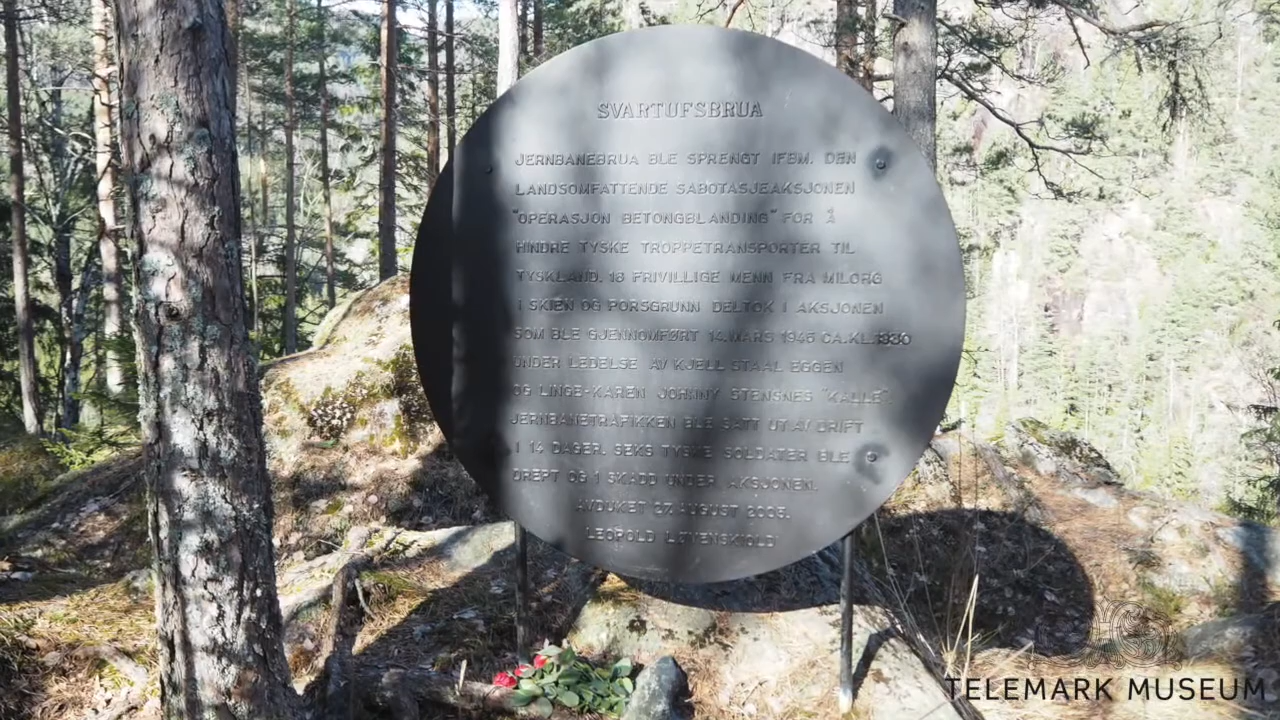 SVARTUFSBRUA
JERNBANEBRUA BLE SPRENGT IFBM. DEN
LANDSOMFATTENDE SABOTASJEAKSJONEN
"OPERASJON BETONGBLANDING" FOR Å
HINDRE TYSKE TROPPETRANSPORTER TIL
TYSKLAND. 18 FRIVILLIGE MENN FRA MILORG
I SKIEN OG PORSGRUNN DELTOK I AKSJONEN
SOM BLE GJENNOMFØRT 14. MARS 1945 CA.KL.1930
UNDER LEDELSE AV KJELL STAAL EGGEN
OG LINGE-KAREN JOHNNY STENSNES "KALLE".
JERNBANETRAFIKKEN BLE SATT UT AV DRIFT
I 14 DAGER. SEKS TYSKE SOLDATER BLE
DREPT OG 1 SKADD UNDER AKSJONEN.
AVDUKET 27. AUGUST 2005.
LEOPOLD LØVENSKIOLD
TELEMARK MUSEUM